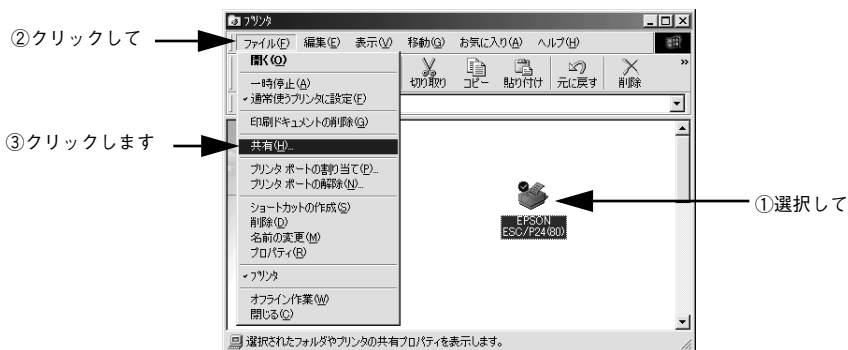 プリンタ
②クリックして
ファイル(F) 編集(E) 表示(V) 移動(G) お気に入り(A) ヘルプ(H)
開く(O)
切り取り コピー 貼り付け 元に戻す 削除 »
一時停止(A)
通常使うプリンタに設定(F)
印刷ドキュメントの削除(G)
③クリックします
共有(H)...
プリンタ ポートの割り当て(P)...
プリンタ ポートの解除(N)...
ショートカットの作成(S)
削除(D)
名前の変更(M)
プロパティ(R)
プリンタ
オフライン作業(W)
閉じる(C)
①選択して
EPSON
ESC/P24(80)
選択されたフォルダやプリンタの共有プロパティを表示します。